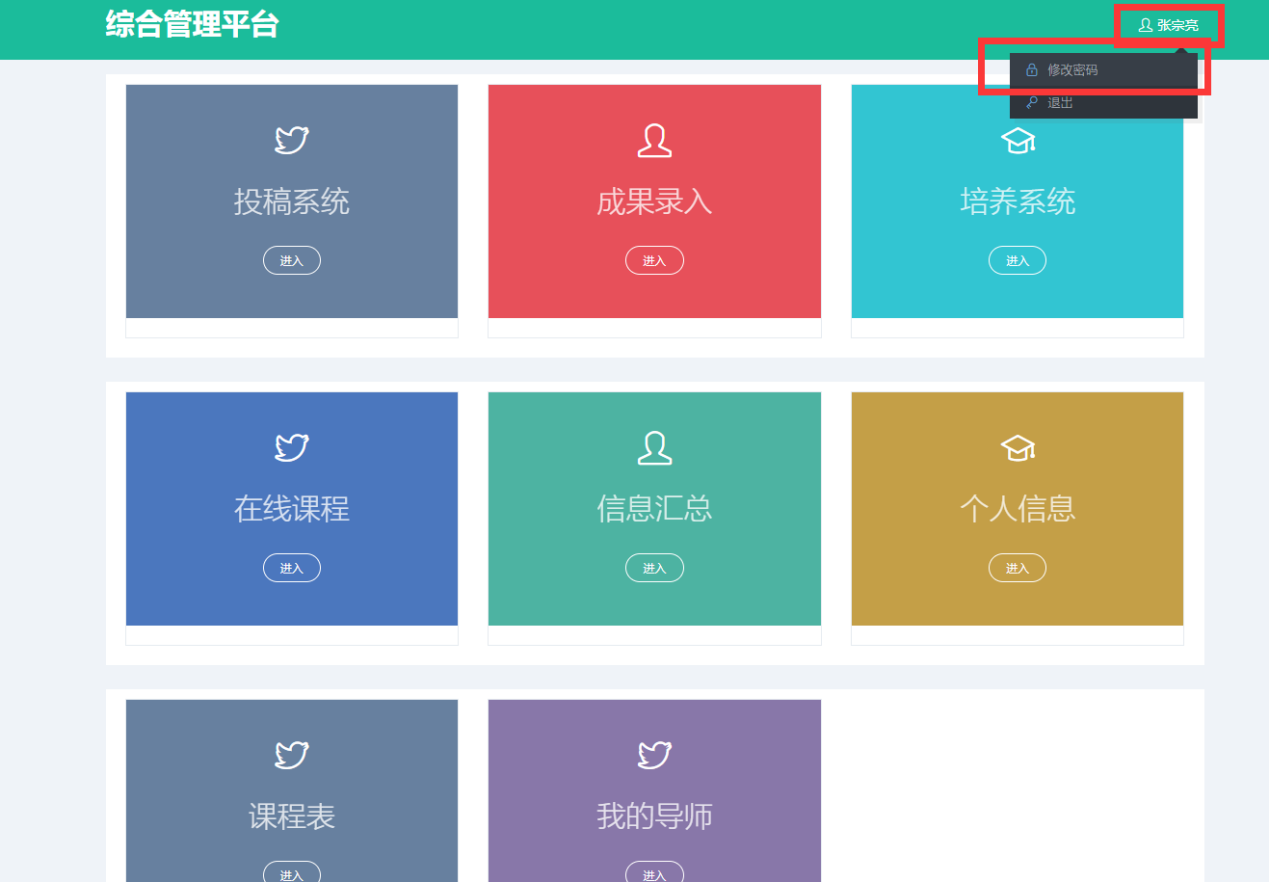 综合管理平台
张宗亮
修改密码
退出
投稿系统
成果录入
培养系统
进入
进入
进入
在线课程
信息汇总
个人信息
进入
进入
进入
课程表
我的导师
进入
进入